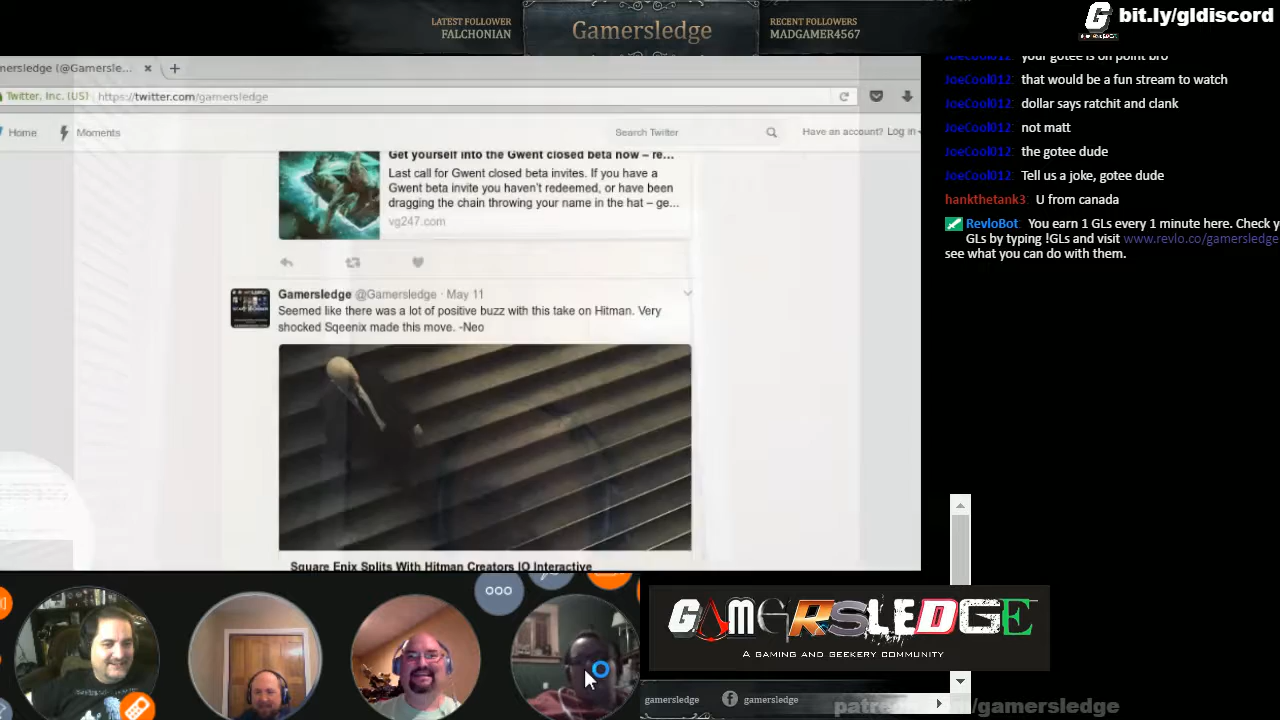 LATEST FOLLOWER
FALCHONIAN
Gamersledge
RECENT FOLLOWERS
MADGAMER4567
bit.ly/gldiscord
mersledge (@Gamersle...
Twitter, Inc. (US)
https://twitter.com/gamersledge
Home
Moments
Search Twitter
Have an account? Log in
Get yourself into the Gwent closed beta now – re...
Last call for Gwent closed beta invites. If you have a
Gwent beta invite you haven't redeemed, or have been
dragging the chain throwing your name in the hat – ge...
vg247.com
Gamersledge @Gamersledge · May 11
Seemed like there was a lot of positive buzz with this take on Hitman. Very
shocked Sqeenix made this move. -Neo
Square Enix Splits With Hitman Creators IO Interactive
JoeCool012: your gotee is on point bro
JoeCool012: that would be a fun stream to watch
JoeCool012: dollar says ratchit and clank
JoeCool012: not matt
JoeCool012: the gotee dude
JoeCool012: Tell us a joke, gotee dude
hankthetank3: U from canada
RevloBot: You earn 1 GLs every 1 minute here. Check y
GLs by typing !GLs and visit www.revlo.co/gamersledge
see what you can do with them.
GAMERSLEDGE
A GAMING AND GEEKERY COMMUNITY
gamersledge
gamersledge
/gamersledge